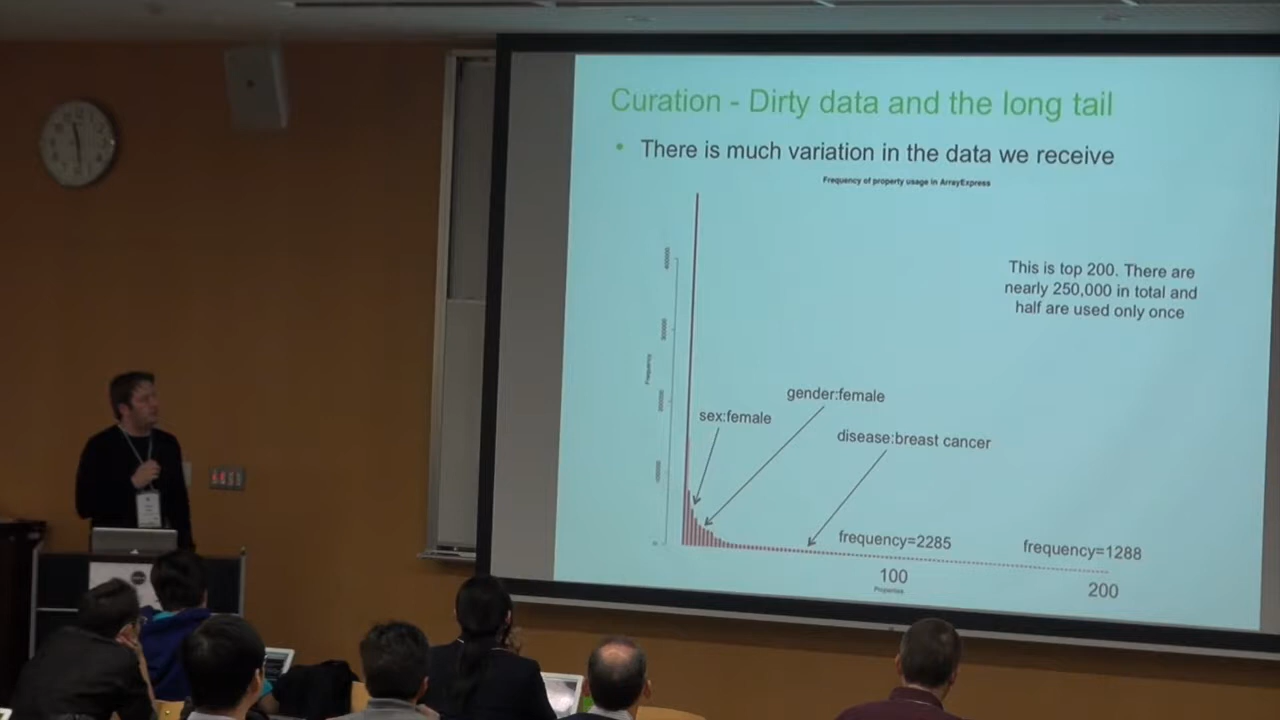 Curation - Dirty data and the long tail
• There is much variation in the data we receive
Frequency of property usage in ArrayExpress
This is top 200. There are
nearly 250,000 in total and
half are used only once
Frequency
gender:female
sex:female
disease:breast cancer
frequency=2285
frequency=1288
100
200
Properties